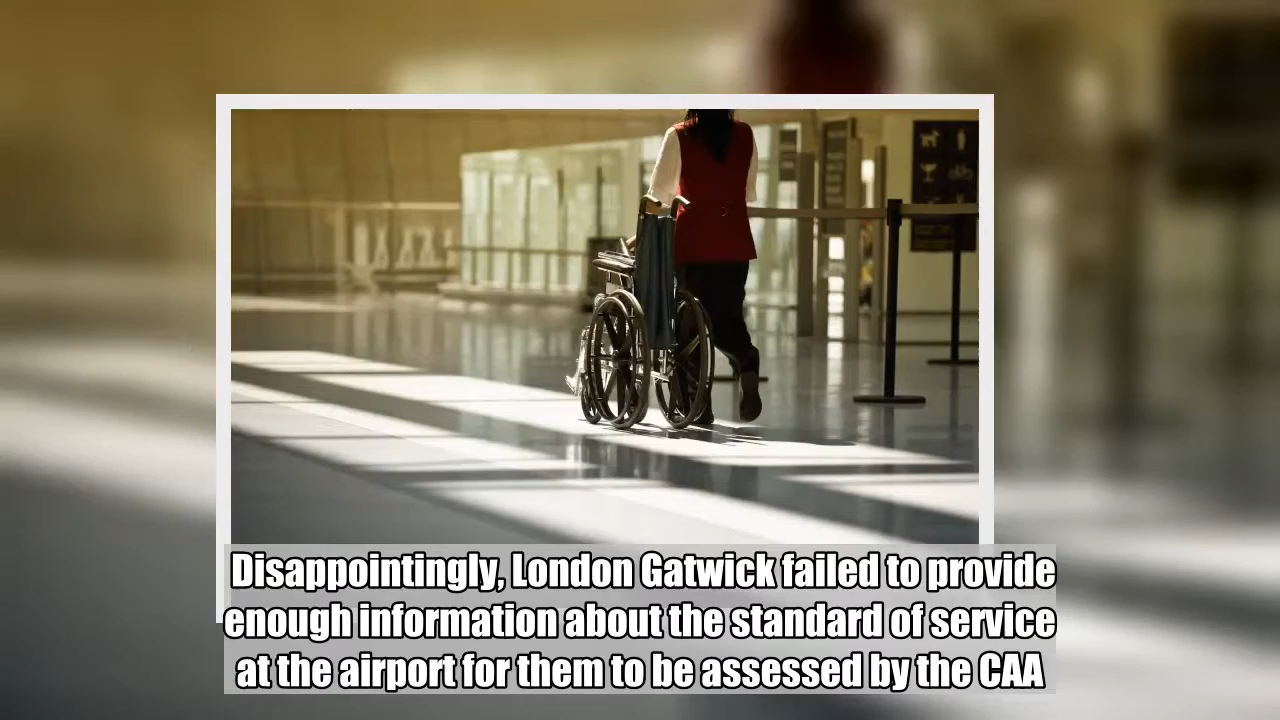 Disappointingly, London Gatwick failed to provide
enough information about the standard of service
at the airport for them to be assessed by the CAA